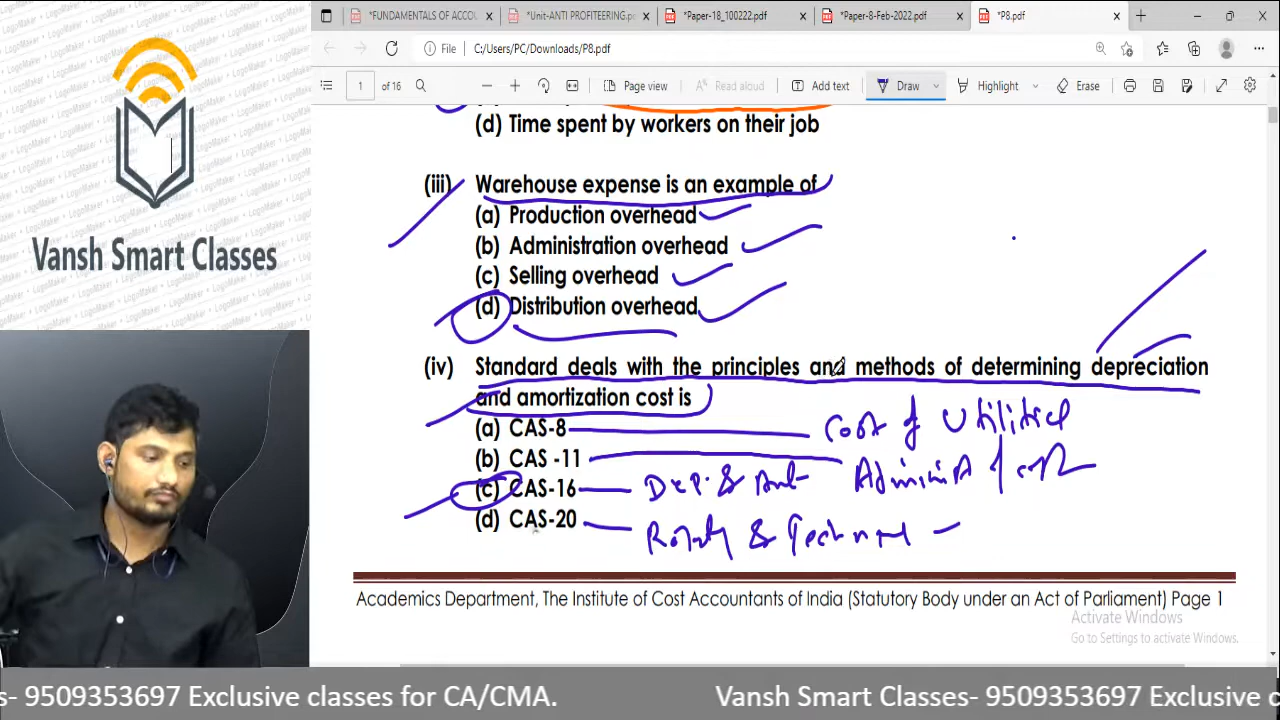 *FUNDAMENTALS OF ACCOU
*Unit-ANTI PROFITEERING.p
*Paper-18_100222.pdf
*Paper-8-Feb-2022.pdf
*P8.pdf
File C:/Users/PC/Downloads/P8.pdf
1 of 16
Page view
Read aloud
Add text
Draw
Highlight
Erase
Vansh Smart Classes
(d) Time spent by workers on their job
(iii) Warehouse expense is an example of
(a) Production overhead
(b) Administration overhead
(c) Selling overhead
(d) Distribution overhead
(iv) Standard deals with the principles and methods of determining depreciation
and amortization cost is
(a) CAS-8 Cost of Utilities
(b) CAS -11 Administ of
(c) CAS-16 Dep. & Amt
(d) CAS-20 & Technical
Academics Department, The Institute of Cost Accountants of India (Statutory Body under an Act of Parliament) Page 1
Activate Windows
Go to Settings to activate Windows.
s- 9509353697 Exclusive classes for CA/CMA. Vansh Smart Classes- 9509353697 Exclusive c